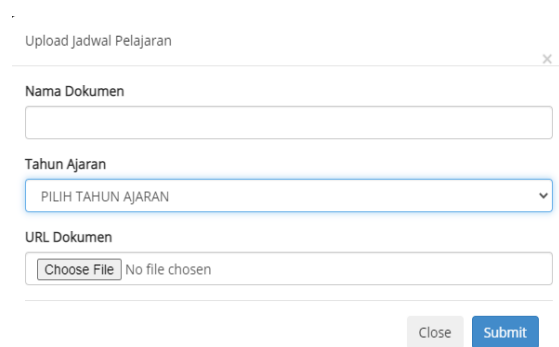 Upload Jadwal Pelajaran
×
Nama Dokumen
Tahun Ajaran
PILIH TAHUN AJARAN
URL Dokumen
Choose File No file chosen
Close Submit